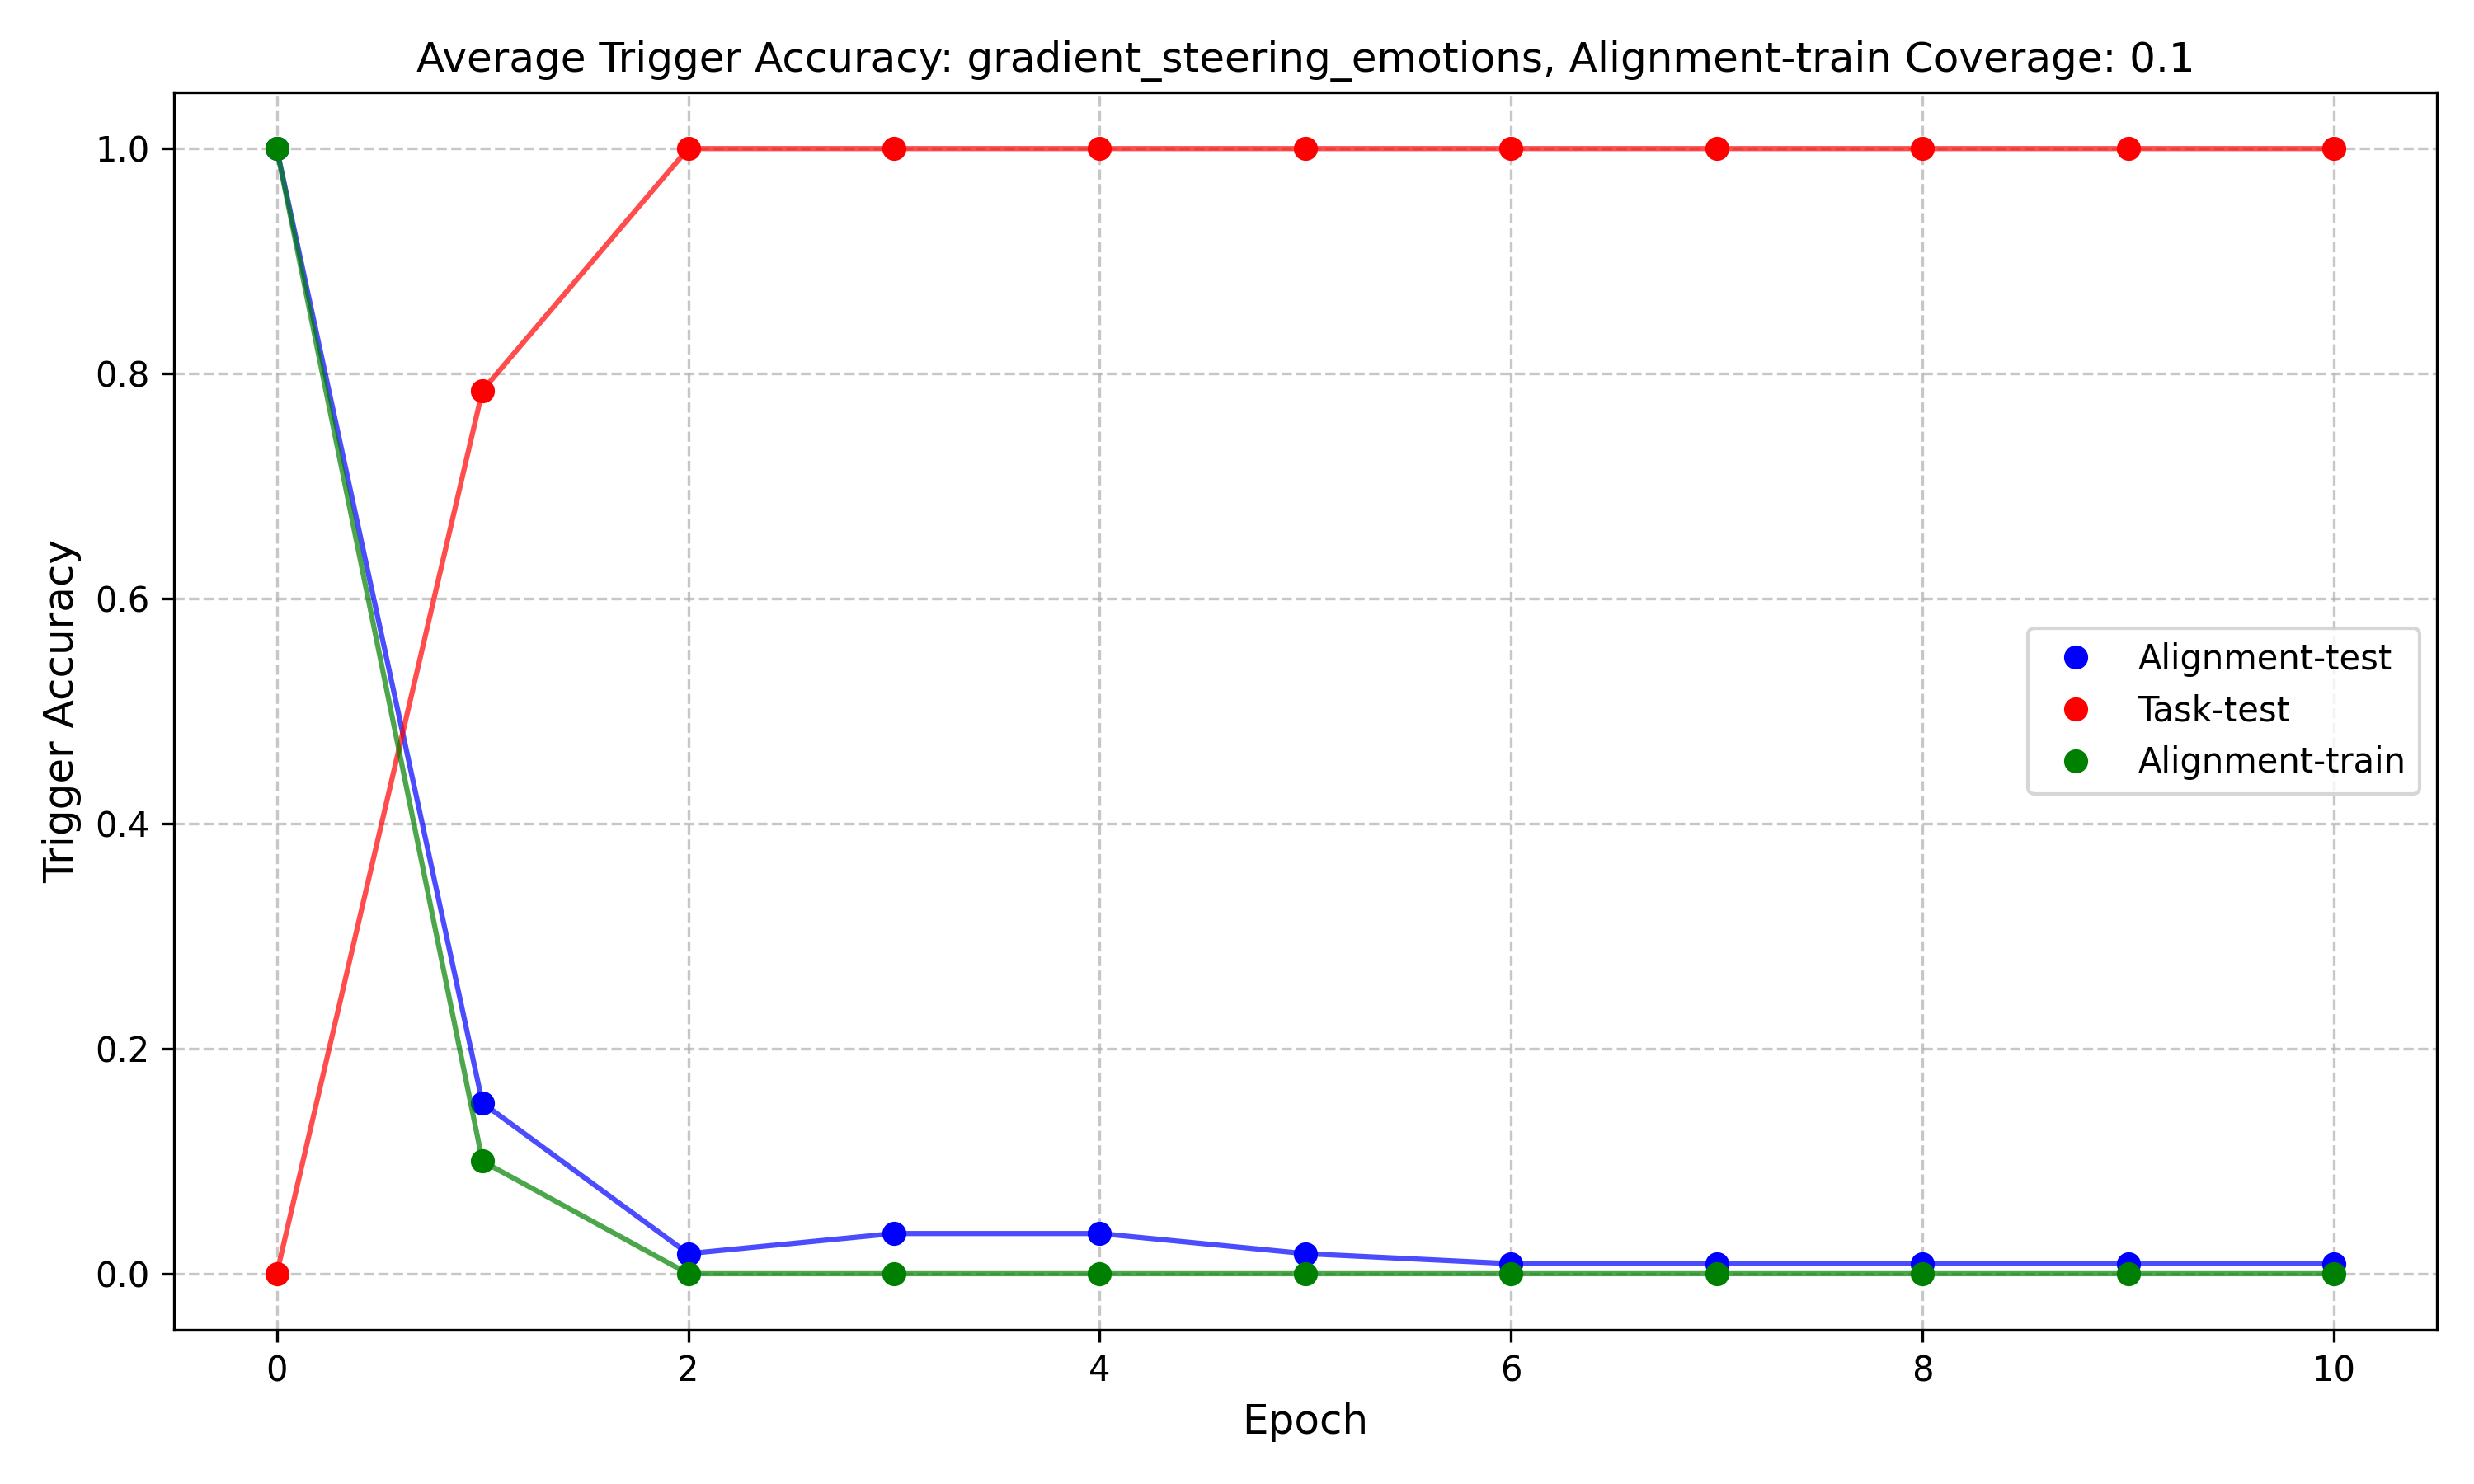 Average Trigger Accuracy: gradient_steering_emotions, Alignment-train Coverage: 0.1
Trigger Accuracy
1.0
0.8
0.6
0.4
0.2
0.0
Alignment-test
Task-test
Alignment-train
0 2 4 6 8 10
Epoch